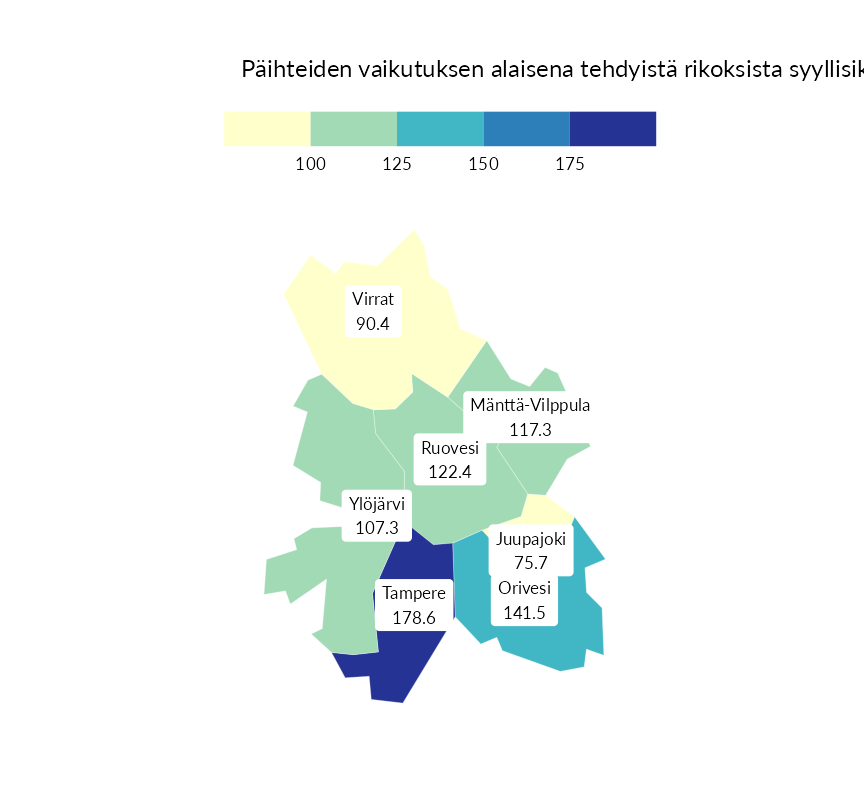 Päihteiden vaikutuksen alaisena tehdyistä rikoksista
100 125 150 175
Virrat
90.4
Mänttä-Vilppula
117.3
Ruovesi
122.4
Ylöjärvi
107.3
Juupajoki
75.7
Orivesi
141.5
Tampere
178.6